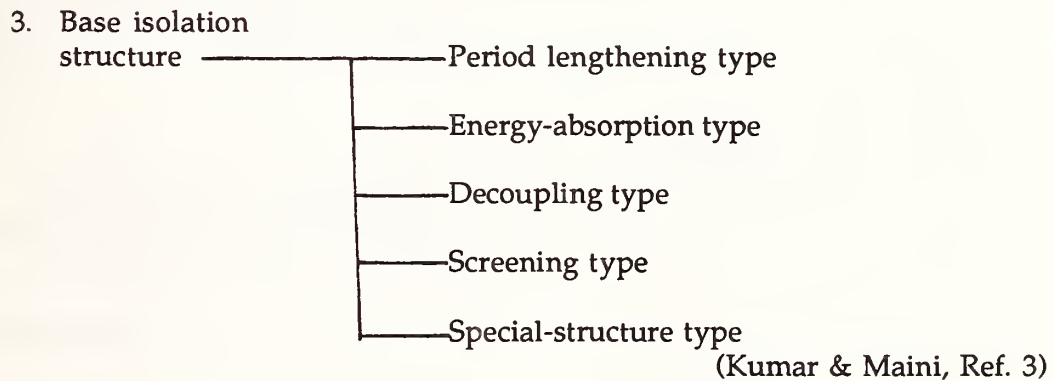 3. Base isolation
structure
Period lengthening type
Energy-absorption type
Decoupling type
Screening type
Special-structure type
(Kumar & Maini, Ref. 3)